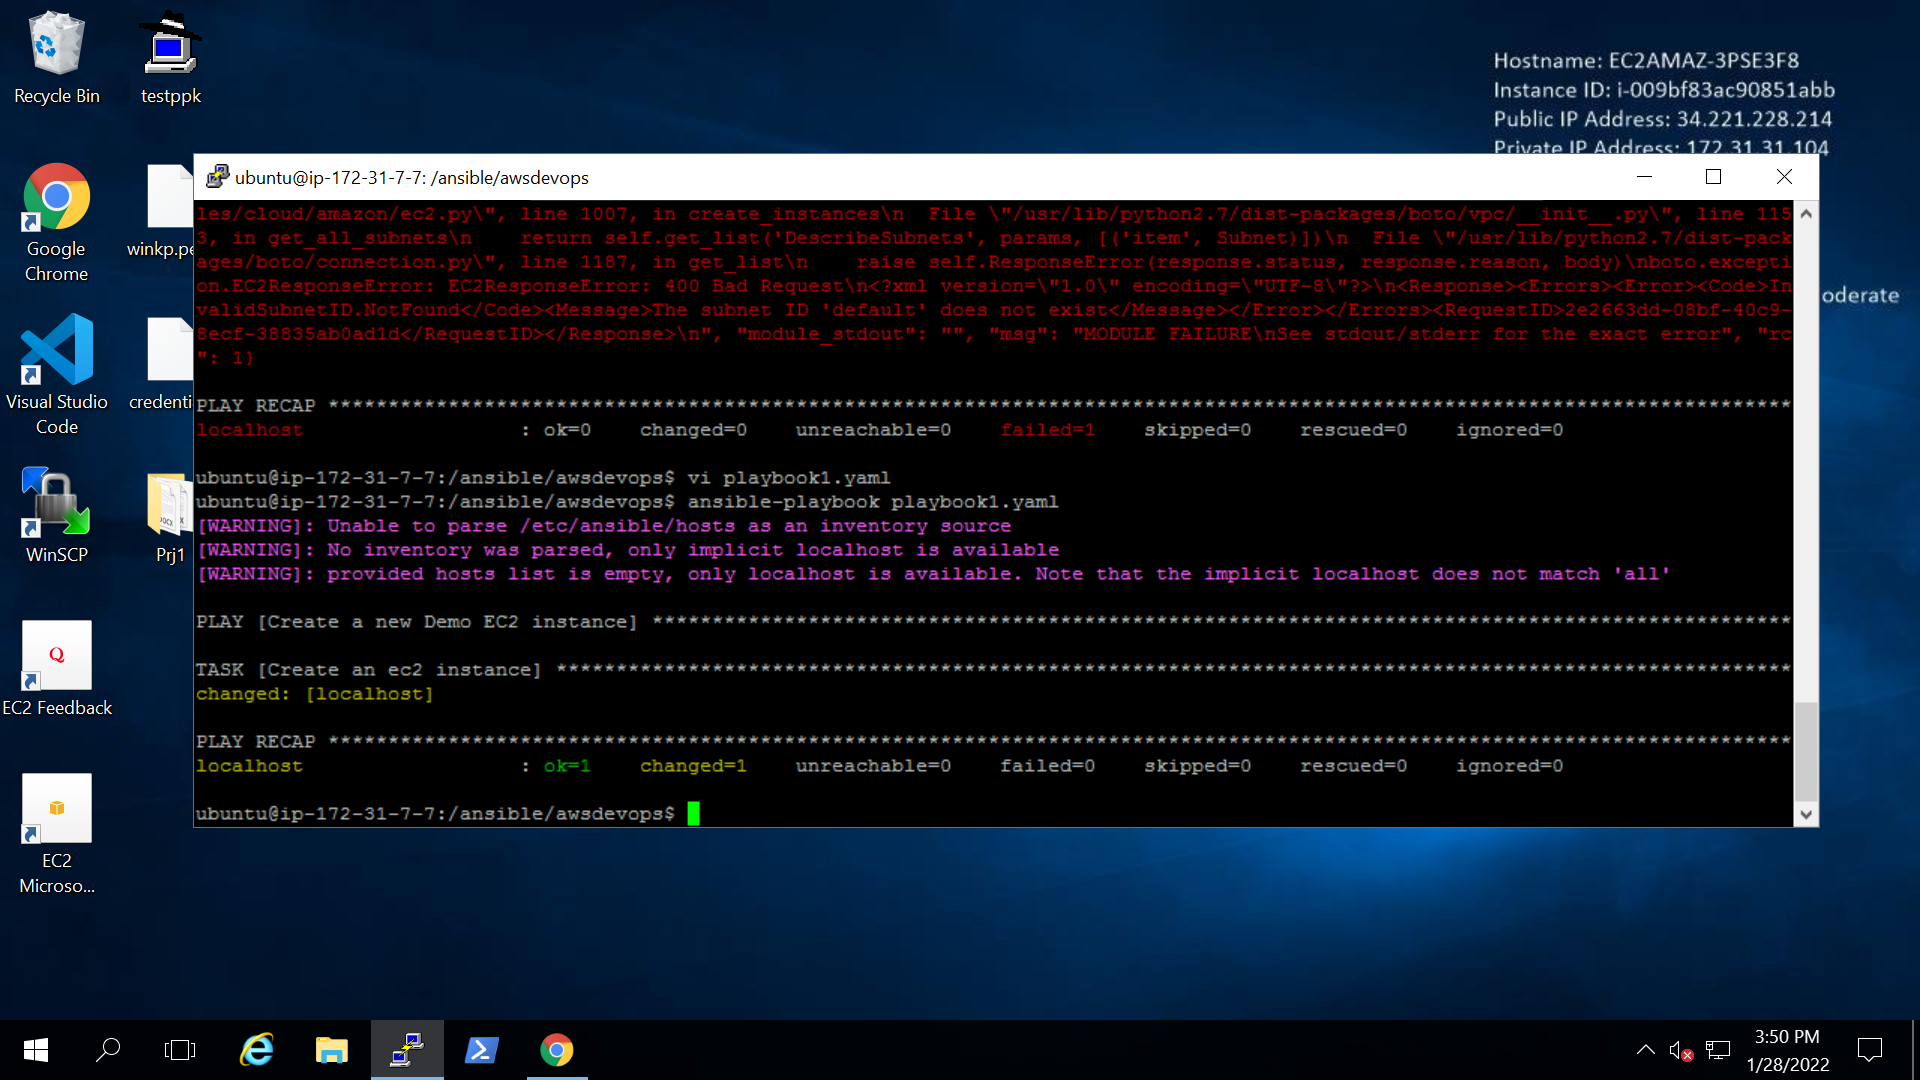 Recycle Bin
testppk
Hostname: EC2AMAZ-3PSE3F8
Instance ID: i-009bf83ac90851abb
Public IP Address: 34.221.228.214
Private IP Address: 172.31.31.104
oderate
Google
Chrome
winkp.pe
Visual Studio
Code
credenti
WinSCP
Prj1
EC2 Feedback
EC2
Microso...
ubuntu@ip-172-31-7-7: /ansible/awsdevops
les/cloud/amazon/ec2.py\", line 1007, in create_instances\n  File \"/usr/lib/python2.7/dist-packages/boto/vpc/__init__.py\", line 115
3, in get_all_subnets\n    return self.get_list('DescribeSubnets', params, [('item', Subnet)])\n  File \"/usr/lib/python2.7/dist-pack
ages/boto/connection.py\", line 1187, in get_list\n    raise self.ResponseError(response.status, response.reason, body)\nboto.excepti
on.EC2ResponseError: EC2ResponseError: 400 Bad Request\n<?xml version=\"1.0\" encoding=\"UTF-8\"?>\n<Response><Errors><Error><Code>In
validSubnetID.NotFound</Code><Message>The subnet ID 'default' does not exist</Message></Error></Errors><RequestID>2e2663dd-08bf-40c9-
8ecf-38835ab0ad1d</RequestID></Response>\n", "module_stdout": "", "msg": "MODULE FAILURE\nSee stdout/stderr for the exact error", "rc
": 1}
PLAY RECAP **************************************************************************************************************************
localhost                  : ok=0    changed=0    unreachable=0    failed=1    skipped=0    rescued=0    ignored=0
ubuntu@ip-172-31-7-7:/ansible/awsdevops$ vi playbook1.yaml
ubuntu@ip-172-31-7-7:/ansible/awsdevops$ ansible-playbook playbook1.yaml
[WARNING]: Unable to parse /etc/ansible/hosts as an inventory source
[WARNING]: No inventory was parsed, only implicit localhost is available
[WARNING]: provided hosts list is empty, only localhost is available. Note that the implicit localhost does not match 'all'
PLAY [Create a new Demo EC2 instance] ***********************************************************************************************
TASK [Create an ec2 instance] *******************************************************************************************************
changed: [localhost]
PLAY RECAP **************************************************************************************************************************
localhost                  : ok=1    changed=1    unreachable=0    failed=0    skipped=0    rescued=0    ignored=0
ubuntu@ip-172-31-7-7:/ansible/awsdevops$
3:50 PM
1/28/2022